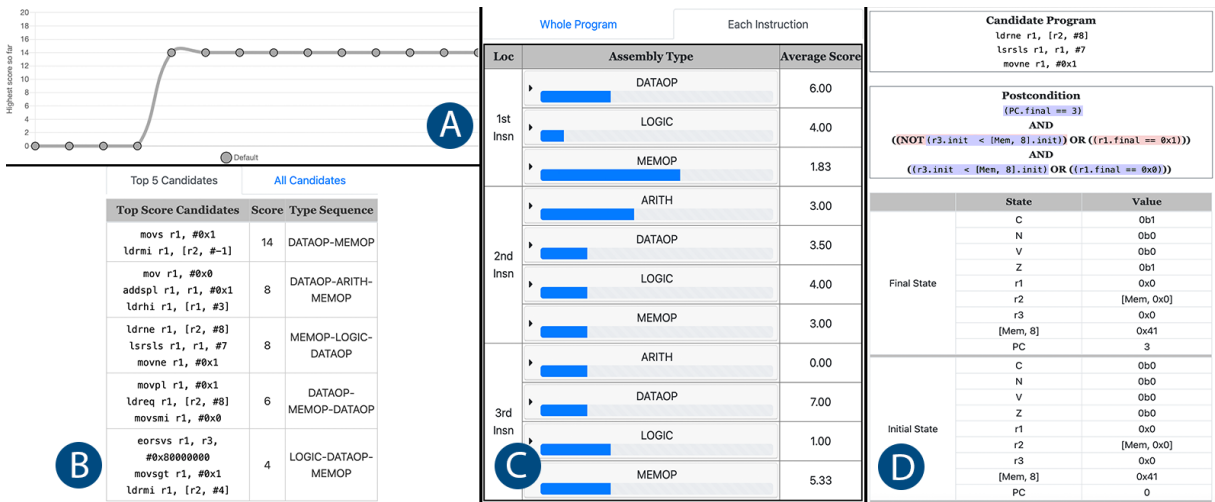 20
18
16
14
12
10
8
6
4
2
0
Highest score so far
Default
A
Top 5 Candidates All Candidates
Top Score Candidates Score Type Sequence
movs r1, #0x1
ldrmi r1, [r2, #-1]
14 DATAOP-MEMOP
mov r1, #0x0
addspl r1, r1, #0x1
ldrhi r1, [r1, #3]
8 DATAOP-ARITH-
MEMOP
ldrne r1, [r2, #8]
lsrsls r1, r1, #7
movne r1, #0x1
8 MEMOP-LOGIC-
DATAOP
movpl r1, #0x1
ldreq r1, [r2, #8]
movsmi r1, #0x0
6 DATAOP-
MEMOP-DATAOP
eorsvs r1, r3,
#0x80000000
movsgt r1, #0x1
ldrmi r1, [r2, #4]
4 LOGIC-DATAOP-
MEMOP
B
Whole Program Each Instruction
Loc Assembly Type Average Score
1st
Insn
DATAOP 6.00
LOGIC 4.00
MEMOP 1.83
2nd
Insn
ARITH 3.00
DATAOP 3.50
LOGIC 4.00
MEMOP 3.00
3rd
Insn
ARITH 0.00
DATAOP 7.00
LOGIC 1.00
MEMOP 5.33
C
Candidate Program
ldrne r1, [r2, #8]
lsrsls r1, r1, #7
movne r1, #0x1
Postcondition
(PC.final == 3)
AND
((NOT (r3.init < [Mem, 8].init)) OR ((r1.final == 0x1)))
AND
((r3.init < [Mem, 8].init) OR ((r1.final == 0x0)))
State Value
Final State
C 0b1
N 0b0
V 0b0
Z 0b1
r1 0x0
r2 [Mem, 0x0]
r3 0x0
[Mem, 8] 0x41
PC 3
Initial State
C 0b0
N 0b0
V 0b0
Z 0b0
r1 0x0
r2 [Mem, 0x0]
r3 0x0
[Mem, 8] 0x41
PC 0
D